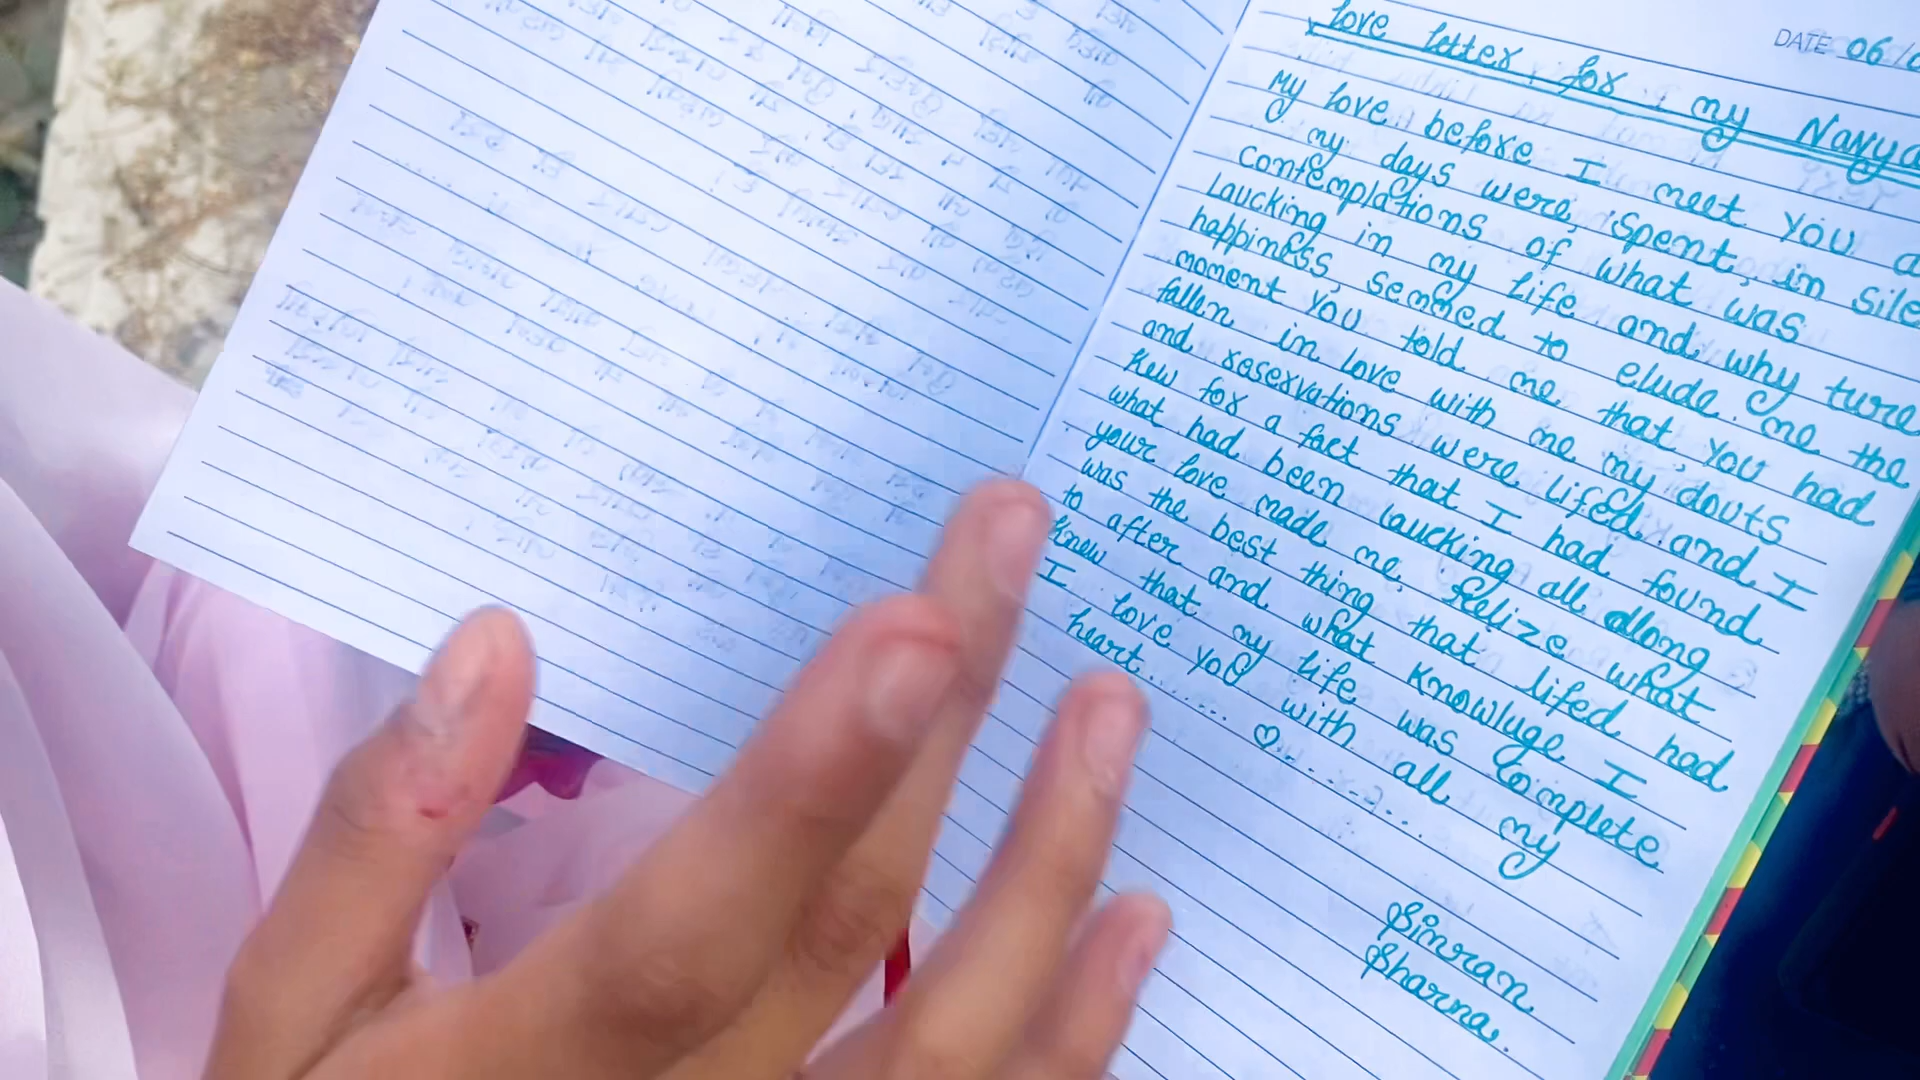 DATE 06/
Love letter for my Navya
My love before I meet you a
my days were spent in sile
contemplations of what was
laucking in my life and why ture
happiness senmed to elude me the
moment you told me that you had
fallen in love with me my douts
and reservations were lifed and I
Kew for a fact that I had found
what had been laucking all allong
your love made me Relize what
was the best thing that lifed had
to after and what Knowluge I
Knew that my life was complete
I love you with all my
heart....... ♡.......
Simran
Sharma.